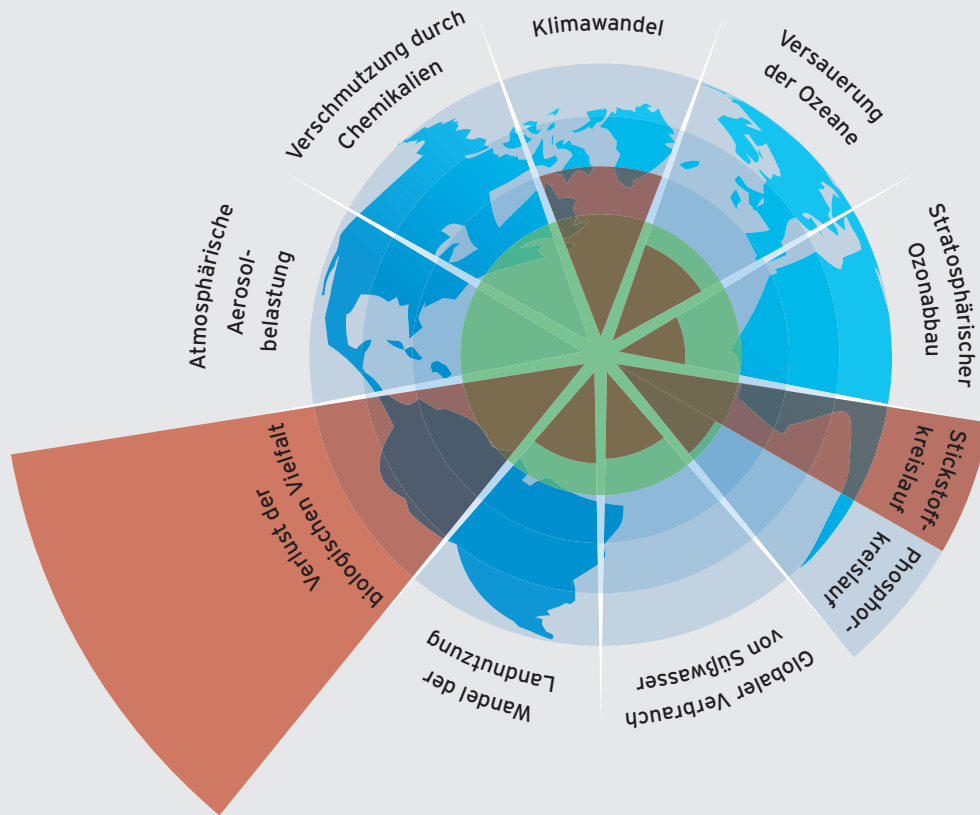 Klimawandel
Versauerung
der Ozeane
Stratosphärischer
Ozonabbau
Stickstoff-
kreislauf
Phosphor-
kreislauf
Globaler Verbrauch
von Süßwasser
Wandel der
Landnutzung
Verlust der
biologischen Vielfalt
Atmosphärische
Aerosol-
belastung
Verschmutzung durch
Chemikalien